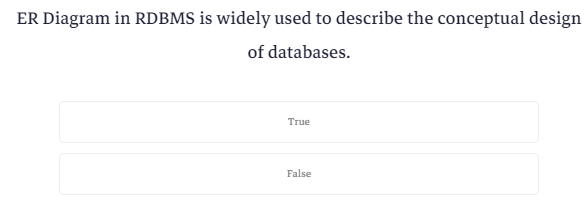 ER Diagram in RDBMS is widely used to describe the conceptual design
of databases.
True
False